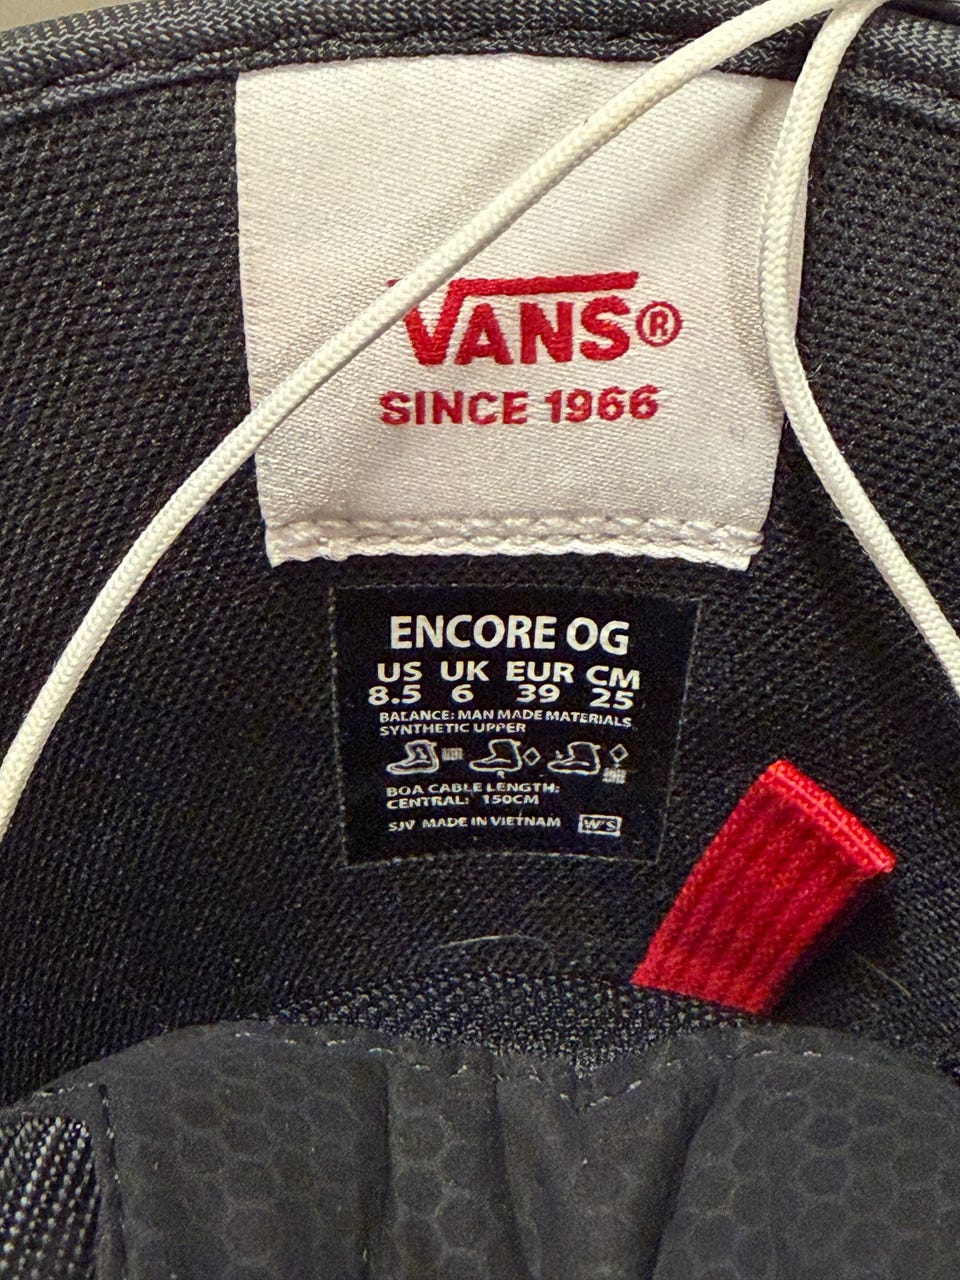 VANS®
SINCE 1966
ENCORE OG
US UK EUR CM
8.5 6 39 25
BALANCE: MAN MADE MATERIALS
SYNTHETIC UPPER
BOA CABLE LENGTH:
CENTRAL: 150CM
SJV MADE IN VIETNAM W'S